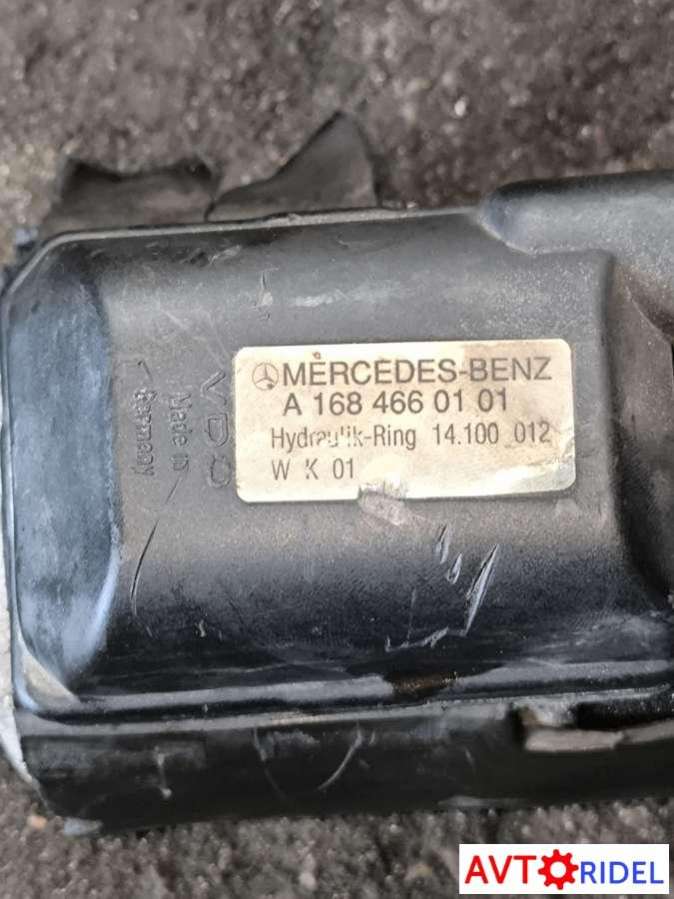 MERCEDES-BENZ
A 168 466 01 01
Hydraulik-Ring 14.100 012
W K 01
VDO
Made in
Germany
AVTORIDEL